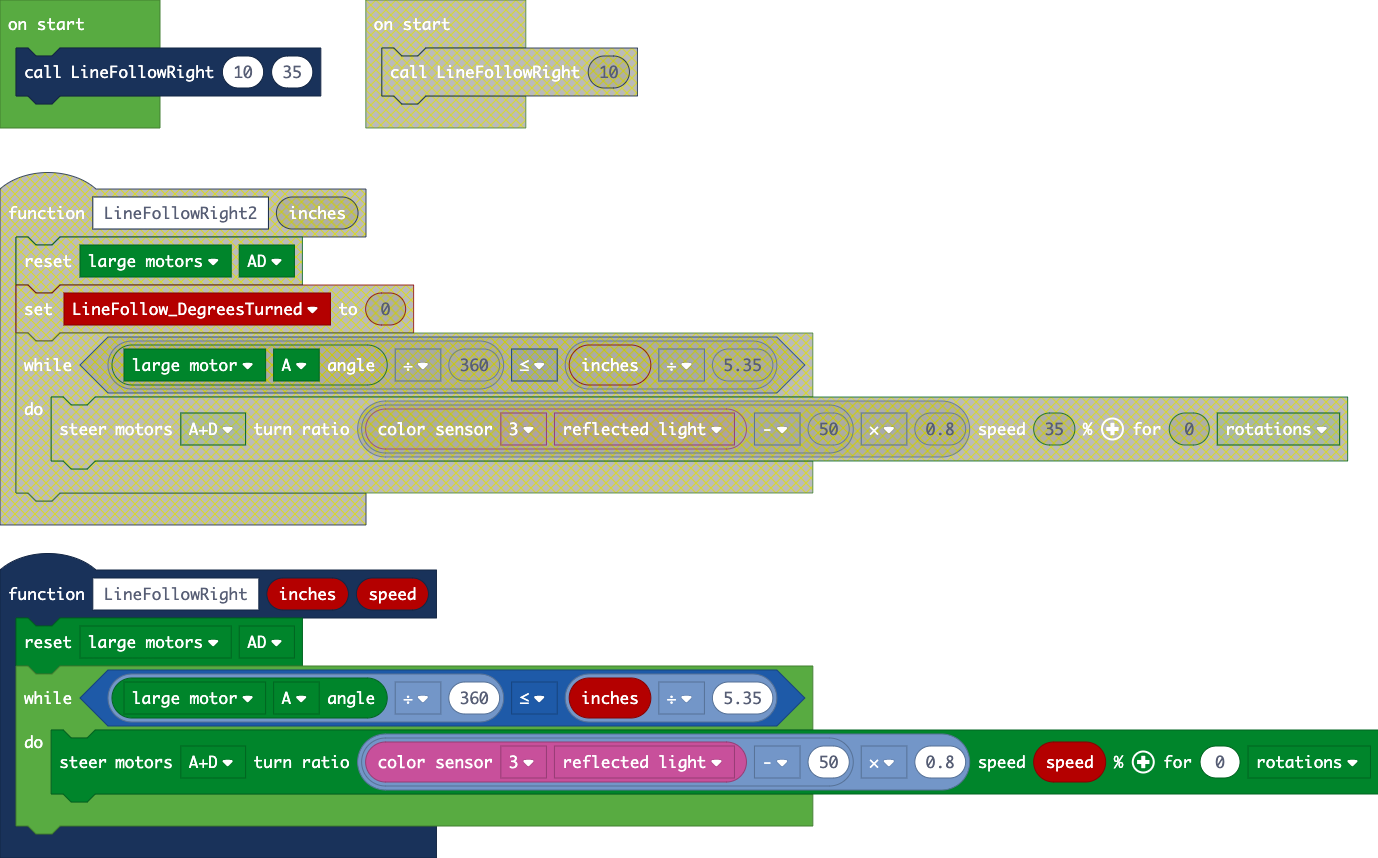 on start
call LineFollowRight 10 35
on start
call LineFollowRight 10
function LineFollowRight2 inches
reset large motors AD
set LineFollow_DegreesTurned to 0
while large motor A angle ÷ 360 ≤ inches ÷ 5.35
do
steer motors A+D turn ratio color sensor 3 reflected light - 50 × 0.8 speed 35 % for 0 rotations
function LineFollowRight inches speed
reset large motors AD
while large motor A angle ÷ 360 ≤ inches ÷ 5.35
do
steer motors A+D turn ratio color sensor 3 reflected light - 50 × 0.8 speed speed % for 0 rotations